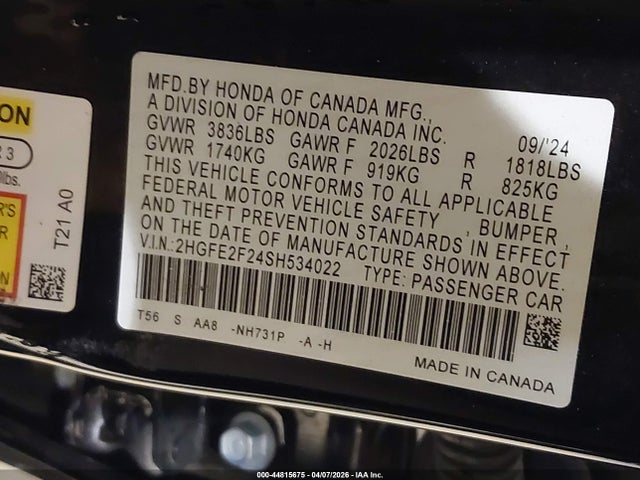 ON
R 3
lbs.
R'S
R
T21 A0
MFD.BY HONDA OF CANADA MFG.,
A DIVISION OF HONDA CANADA INC. 09/'24
GVWR 3836LBS GAWR F 2026LBS R 1818LBS
GVWR 1740KG GAWR F 919KG R 825KG
THIS VEHICLE CONFORMS TO ALL APPLICABLE
FEDERAL MOTOR VEHICLE SAFETY , BUMPER ,
AND THEFT PREVENTION STANDARDS IN EFFECT
ON THE DATE OF MANUFACTURE SHOWN ABOVE.
V.I.N.:2HGFE2F24SH534022 TYPE: PASSENGER CAR
T56 S AA8 -NH731P -A -H
MADE IN CANADA
000-44815675 - 04/07/2026 - IAA Inc.